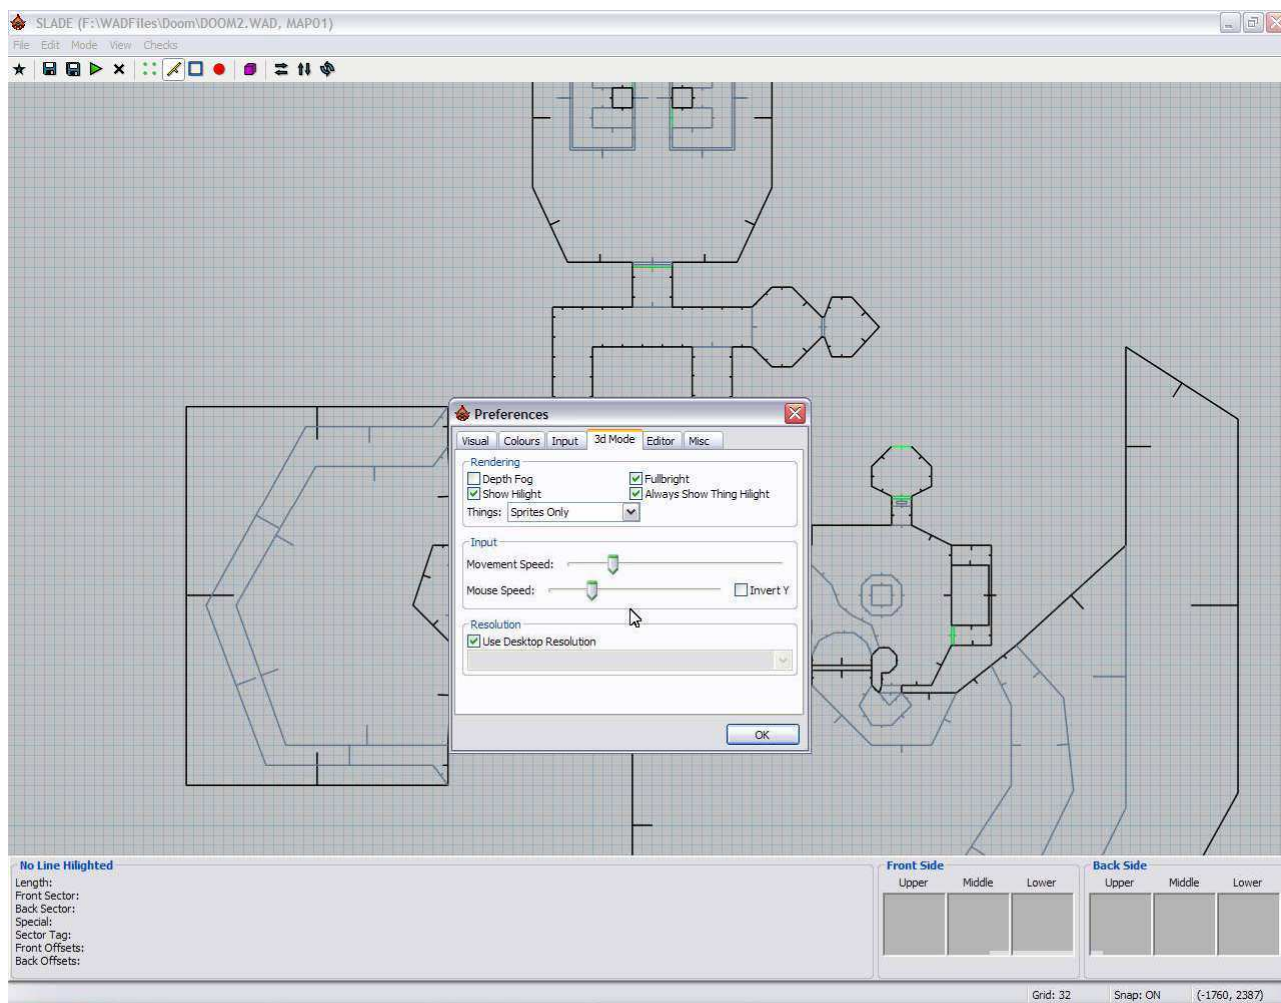 SLADE (F:\WADFiles\Doom\DOOM2.WAD, MAP01)
File Edit Mode View Checks
Preferences
Visual Colours Input 3d Mode Editor Misc
Rendering
Depth Fog Fullbright
Show Hilight Always Show Thing Hilight
Things: Sprites Only
Input
Movement Speed:
Mouse Speed: Invert Y
Resolution
Use Desktop Resolution
OK
No Line Hilighted
Length:
Front Sector:
Back Sector:
Special:
Sector Tag:
Front Offsets:
Back Offsets:
Front Side
Upper Middle Lower
Back Side
Upper Middle Lower
Grid: 32 Snap: ON (-1760, 2387)